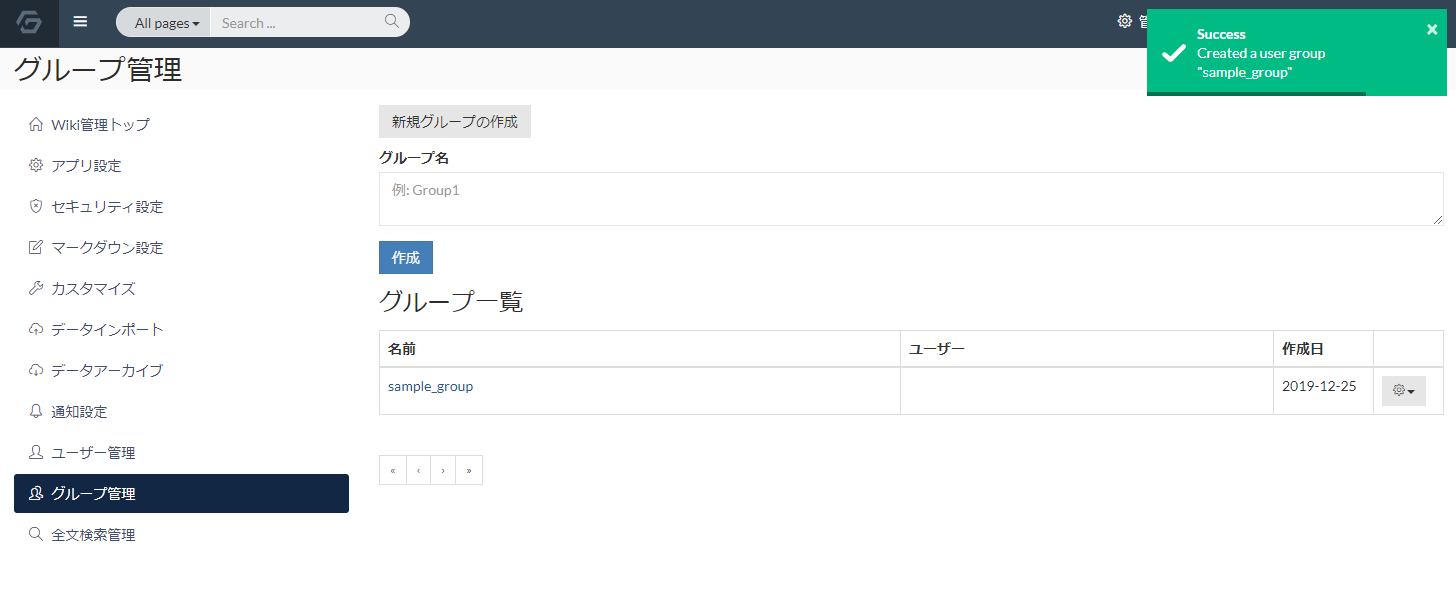 All pages
Search ...
管
Success
Created a user group
"sample_group"
グループ管理
Wiki管理トップ
アプリ設定
セキュリティ設定
マークダウン設定
カスタマイズ
データインポート
データアーカイブ
通知設定
ユーザー管理
グループ管理
全文検索管理
新規グループの作成
グループ名
例: Group1
作成
グループ一覧
名前 ユーザー 作成日
sample_group 2019-12-25
« ‹ › »